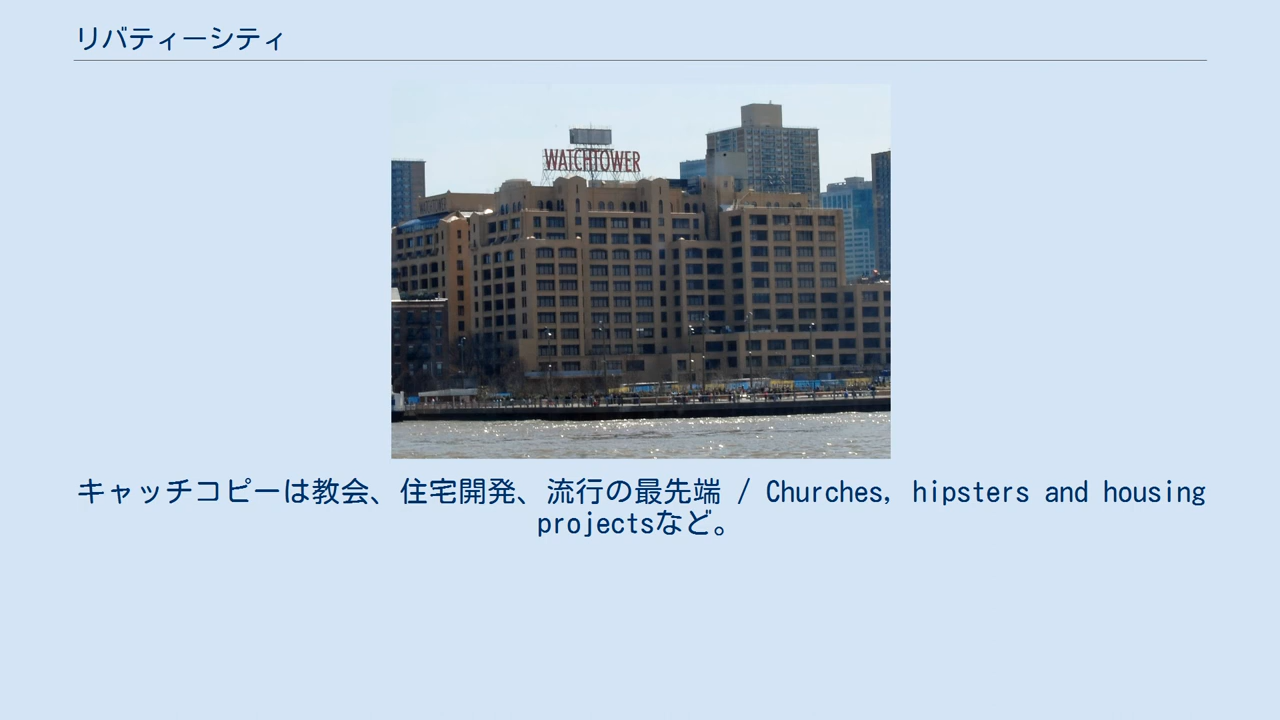 リバティーシティ
WATCHTOWER
キャッチコピーは教会、住宅開発、流行の最先端 / Churches, hipsters and housing
projectsなど。